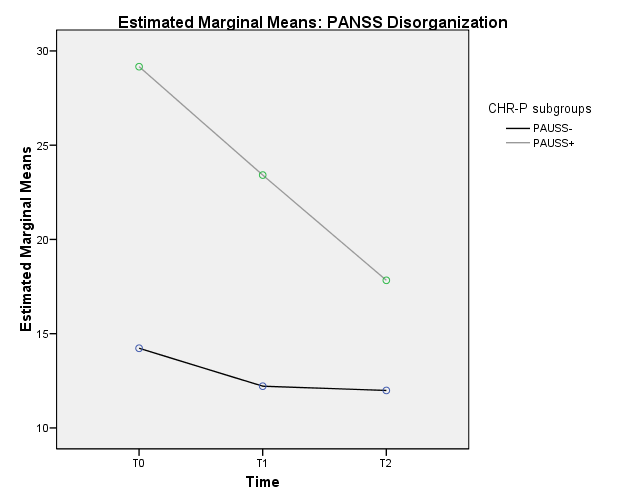 Estimated Marginal Means: PANSS Disorganization
Estimated Marginal Means
30
25
20
15
10
T0
T1
T2
Time
CHR-P subgroups
PAUSS-
PAUSS+